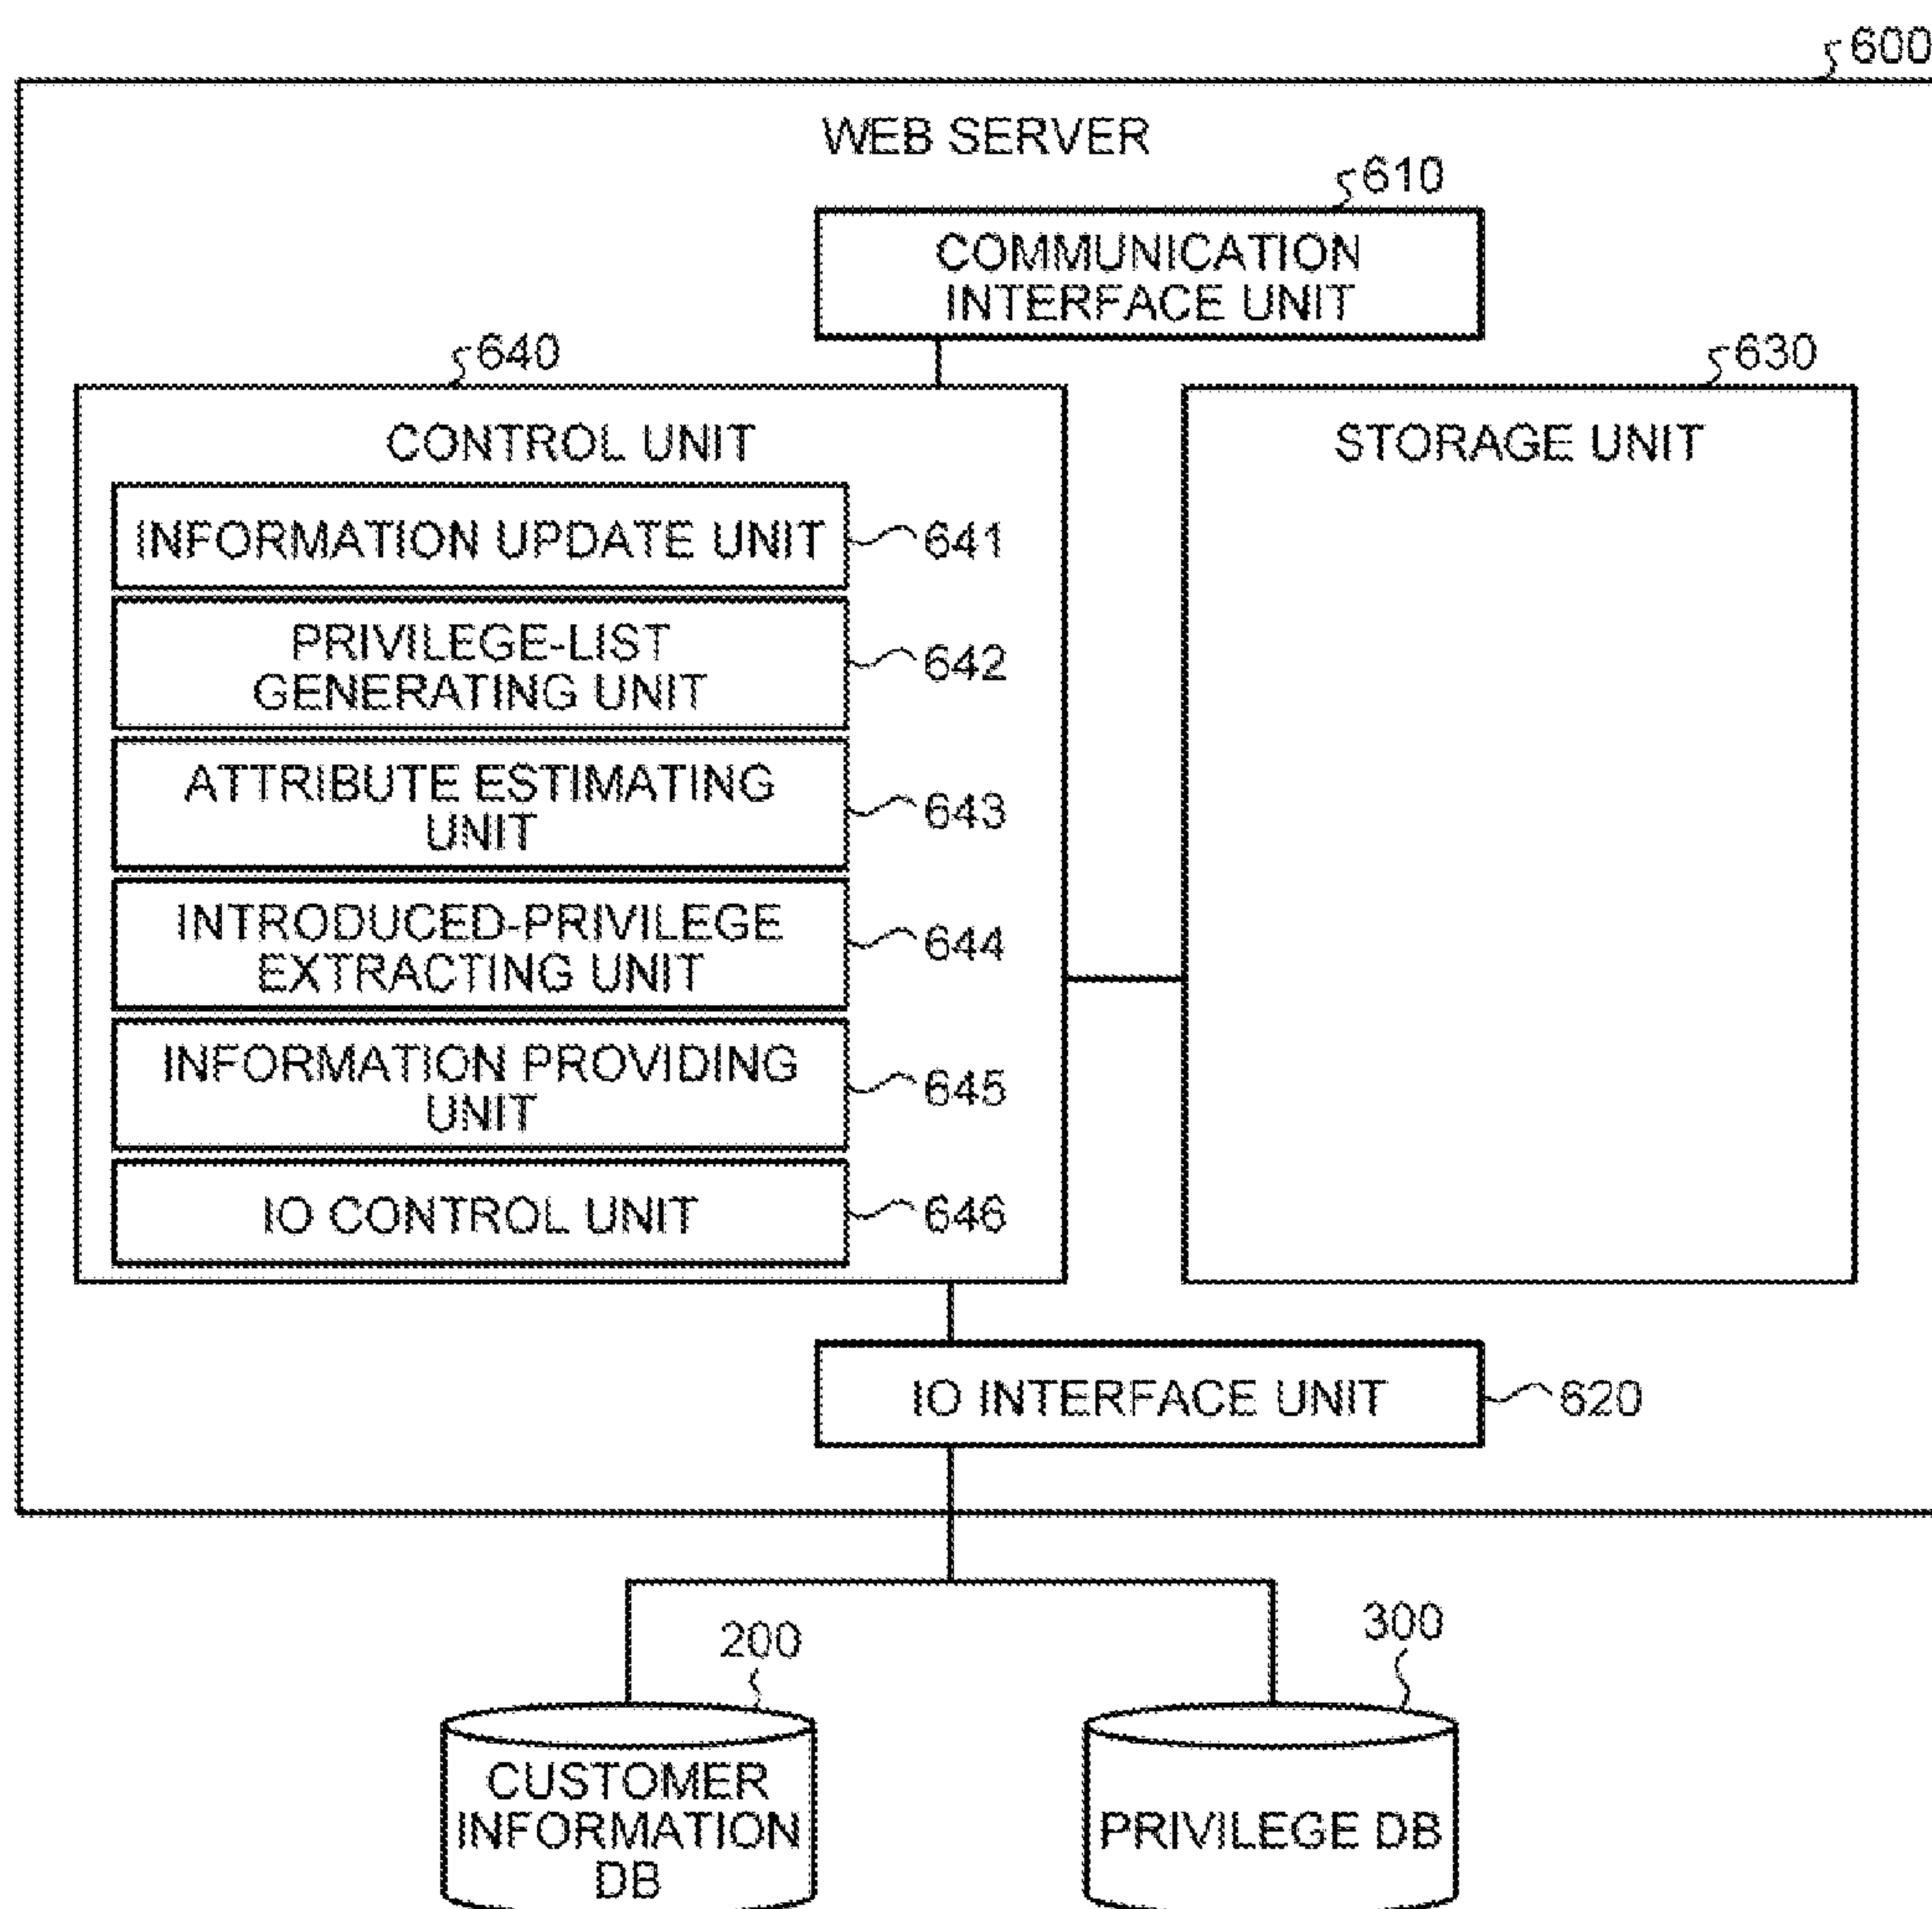 600
WEB SERVER
610
COMMUNICATION
INTERFACE UNIT
640
630
CONTROL UNIT
STORAGE UNIT
INFORMATION UPDATE UNIT
641
PRIVILEGE-LIST
GENERATING UNIT
642
ATTRIBUTE ESTIMATING
UNIT
643
INTRODUCED-PRIVILEGE
EXTRACTING UNIT
644
INFORMATION PROVIDING
UNIT
645
IO CONTROL UNIT
646
IO INTERFACE UNIT
620
200
300
CUSTOMER
INFORMATION
DB
PRIVILEGE DB